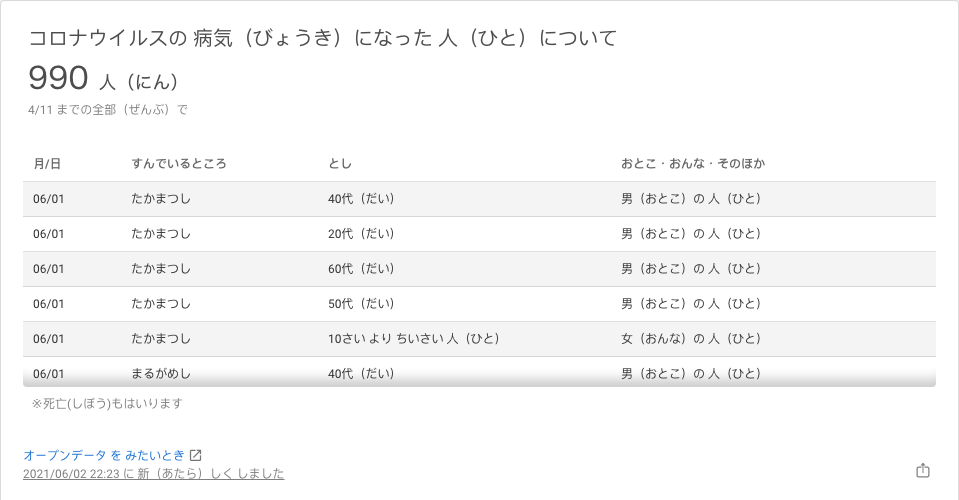 コロナウイルスの 病気（びょうき）になった 人（ひと）について
990 人（にん）
4/11 までの全部（ぜんぶ）で
月/日 すんでいるところ とし おとこ・おんな・そのほか
06/01 たかまつし 40代（だい） 男（おとこ）の 人（ひと）
06/01 たかまつし 20代（だい） 男（おとこ）の 人（ひと）
06/01 たかまつし 60代（だい） 男（おとこ）の 人（ひと）
06/01 たかまつし 50代（だい） 男（おとこ）の 人（ひと）
06/01 たかまつし 10さい より ちいさい 人（ひと） 女（おんな）の 人（ひと）
06/01 まるがめし 40代（だい） 男（おとこ）の 人（ひと）
※死亡(しぼう)もはいります
オープンデータ を みたいとき
2021/06/02 22:23 に 新（あたら）しく しました